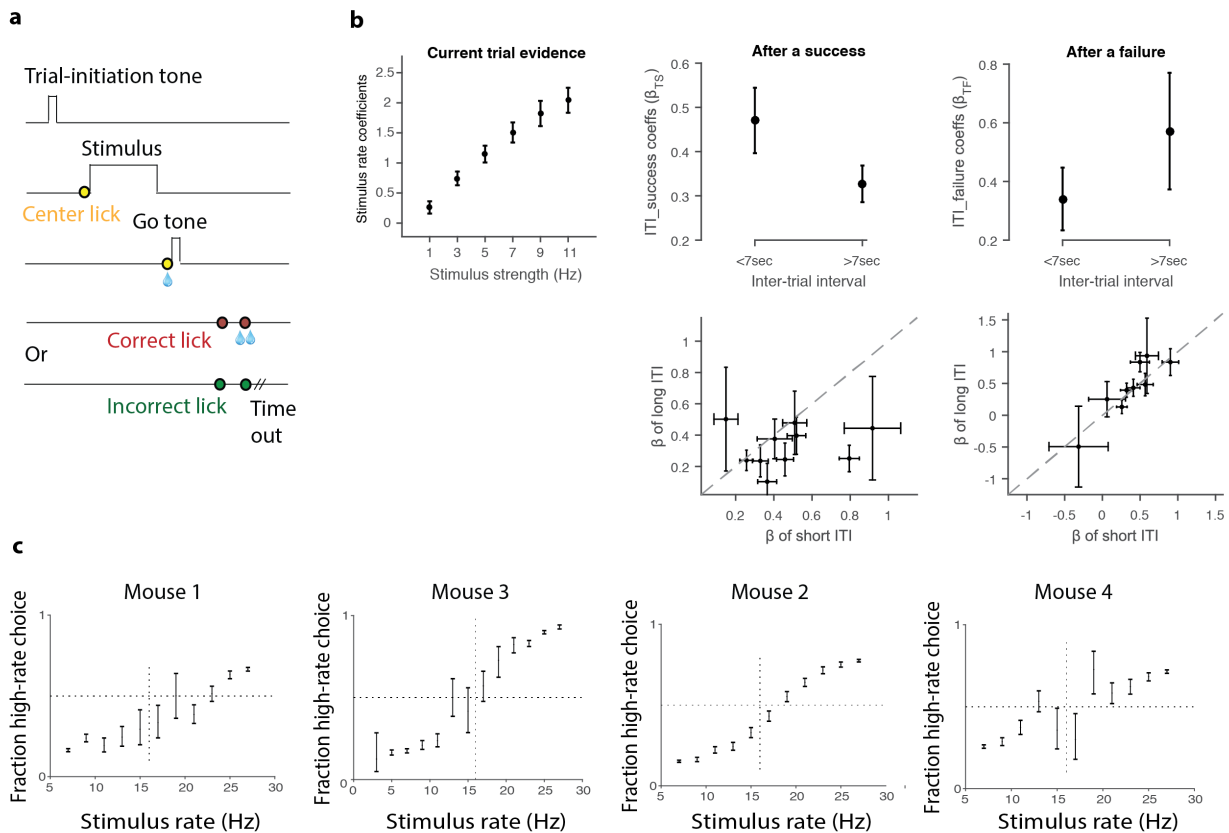 a
Trial-initiation tone
Stimulus
Center lick
Go tone
Correct lick
Or
Incorrect lick
Time
out
b
Current trial evidence
Stimulus rate coefficients
2.5
2
1.5
1
0.5
0
1 3 5 7 9 11
Stimulus strength (Hz)
After a success
ITI_success coeffs (βTS)
0.6
0.5
0.4
0.3
0.2
<7sec >7sec
Inter-trial interval
After a failure
ITI_failure coeffs (βTF)
0.8
0.6
0.4
0.2
<7sec >7sec
Inter-trial interval
β of long ITI
1
0.8
0.6
0.4
0.2
0.2 0.4 0.6 0.8 1
β of short ITI
β of long ITI
1.5
1
0.5
0
-0.5
-1
-1 -0.5 0 0.5 1 1.5
β of short ITI
c
Mouse 1
Fraction high-rate choice
1
0
5 10 15 20 25 30
Stimulus rate (Hz)
Mouse 3
Fraction high-rate choice
1
0
0 5 10 15 20 25 30
Stimulus rate (Hz)
Mouse 2
Fraction high-rate choice
1
0
5 10 15 20 25 30
Stimulus rate (Hz)
Mouse 4
Fraction high-rate choice
1
0
5 10 15 20 25 30
Stimulus rate (Hz)